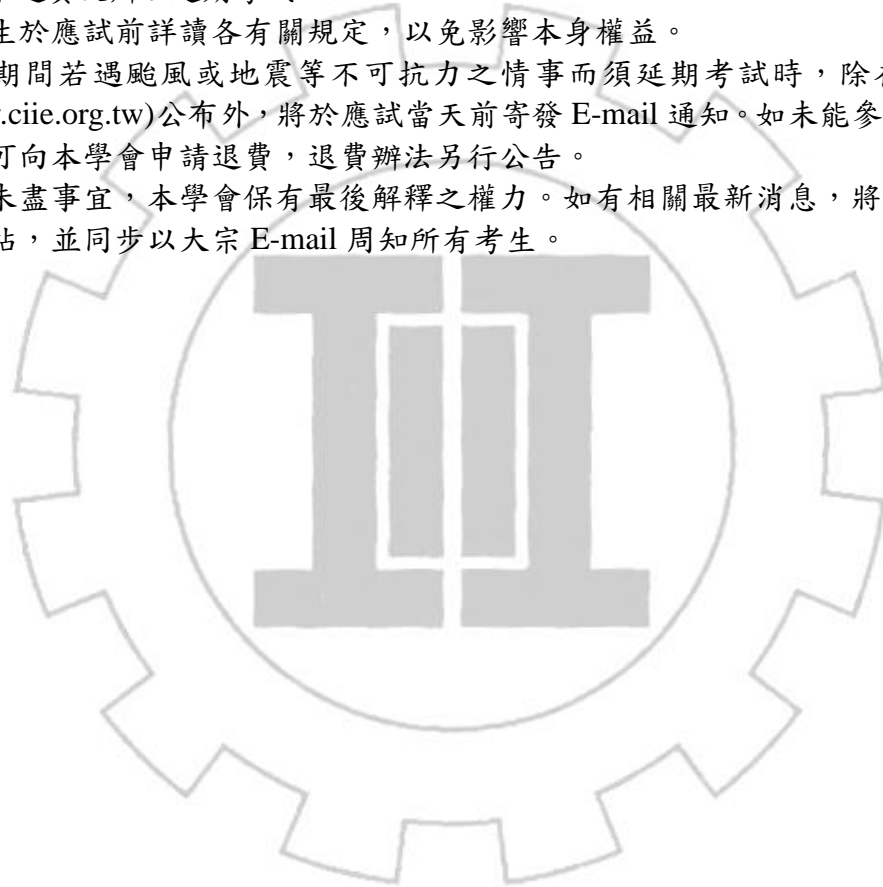 生於應試前詳讀各有關規定，以免影響本身權益。
期間若遇颱風或地震等不可抗力之情事而須延期考試時，除
.ciie.org.tw)公布外，將於應試當天前寄發 E-mail 通知。如未能參
可向本學會申請退費，退費辦法另行公告。
未盡事宜，本學會保有最後解釋之權力。如有相關最新消息，將
站，並同步以大宗 E-mail 周知所有考生。